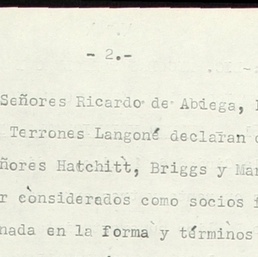 - 2.-
Señores Ricardo de Abiega,
Terrones Langoné declaran
ñores Hatchitt, Briggs y Mar
r considerados como socios
nada en la forma y términos